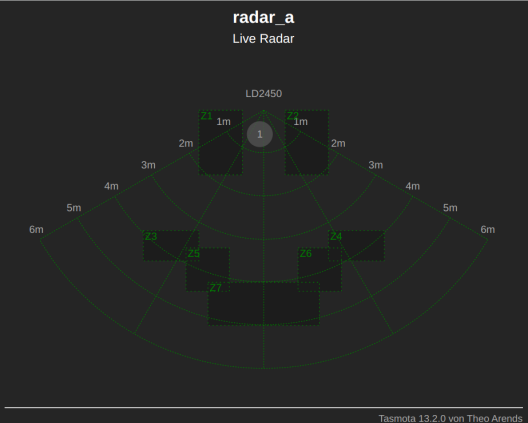 radar_a
Live Radar
LD2450
Z1
Z2
1m
1
1m
2m
2m
3m
3m
4m
4m
5m
5m
6m
6m
Z3
Z4
Z5
Z6
Z7
Tasmota 13.2.0 von Theo Arends